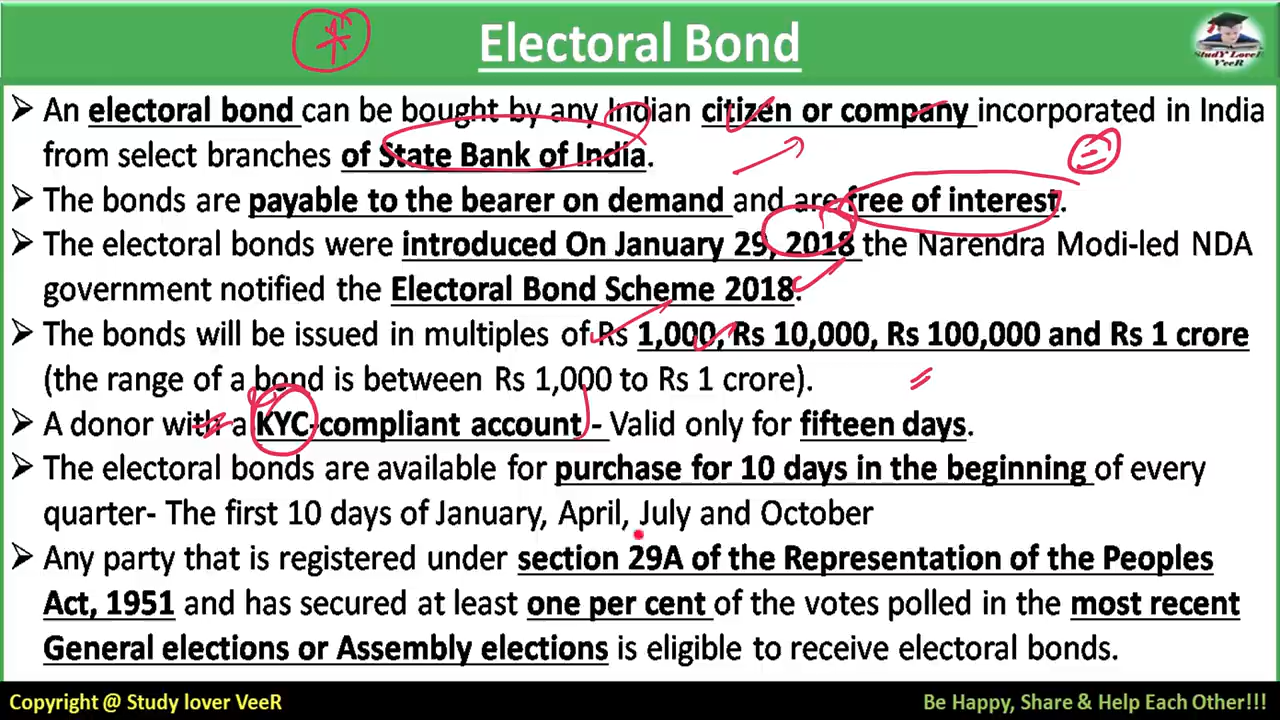 Electoral Bond
StudY LoveR
VeeR
➢ An electoral bond can be bought by any Indian citizen or company incorporated in India
from select branches of State Bank of India.
➢ The bonds are payable to the bearer on demand and are free of interest.
➢ The electoral bonds were introduced On January 29, 2018 the Narendra Modi-led NDA
government notified the Electoral Bond Scheme 2018.
➢ The bonds will be issued in multiples of Rs 1,000, Rs 10,000, Rs 100,000 and Rs 1 crore
(the range of a bond is between Rs 1,000 to Rs 1 crore).
➢ A donor with a KYC-compliant account - Valid only for fifteen days.
➢ The electoral bonds are available for purchase for 10 days in the beginning of every
quarter- The first 10 days of January, April, July and October
➢ Any party that is registered under section 29A of the Representation of the Peoples
Act, 1951 and has secured at least one per cent of the votes polled in the most recent
General elections or Assembly elections is eligible to receive electoral bonds.
Copyright @ Study lover VeeR
Be Happy, Share & Help Each Other!!!